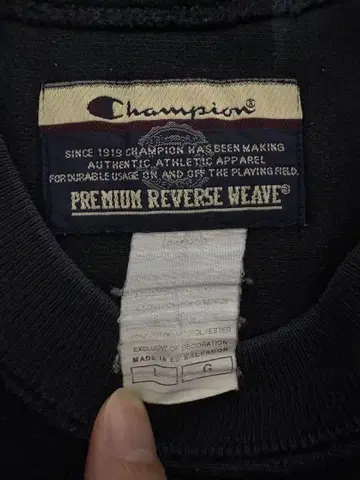 Champion®
SINCE 1919 CHAMPION HAS BEEN MAKING
AUTHENTIC ATHLETIC APPAREL
FOR DURABLE USAGE ON AND OFF THE PLAYING FIELD.
PREMIUM REVERSE WEAVE®
POLYESTER
EXCLUSIVE OF DECORATION
MADE IN EL SALVADOR
L G